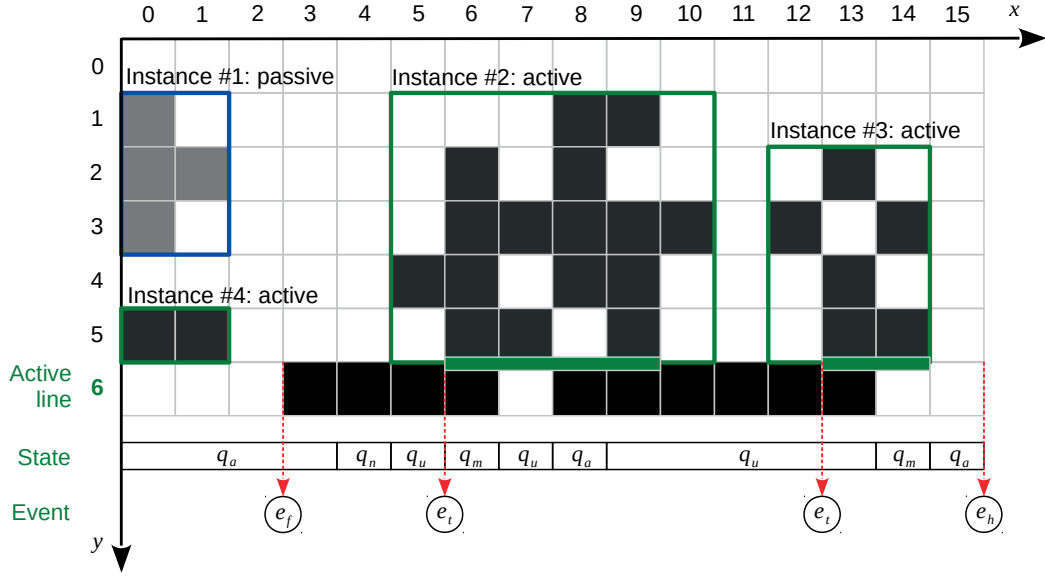 0 1 2 3 4 5 6 7 8 9 10 11 12 13 14 15 x
0
Instance #1: passive Instance #2: active
1
Instance #3: active
2
3
4
Instance #4: active
5
Active line 6
State q_a q_n q_u q_m q_u q_a q_u q_m q_a
Event e_f e_t e_t e_h
y